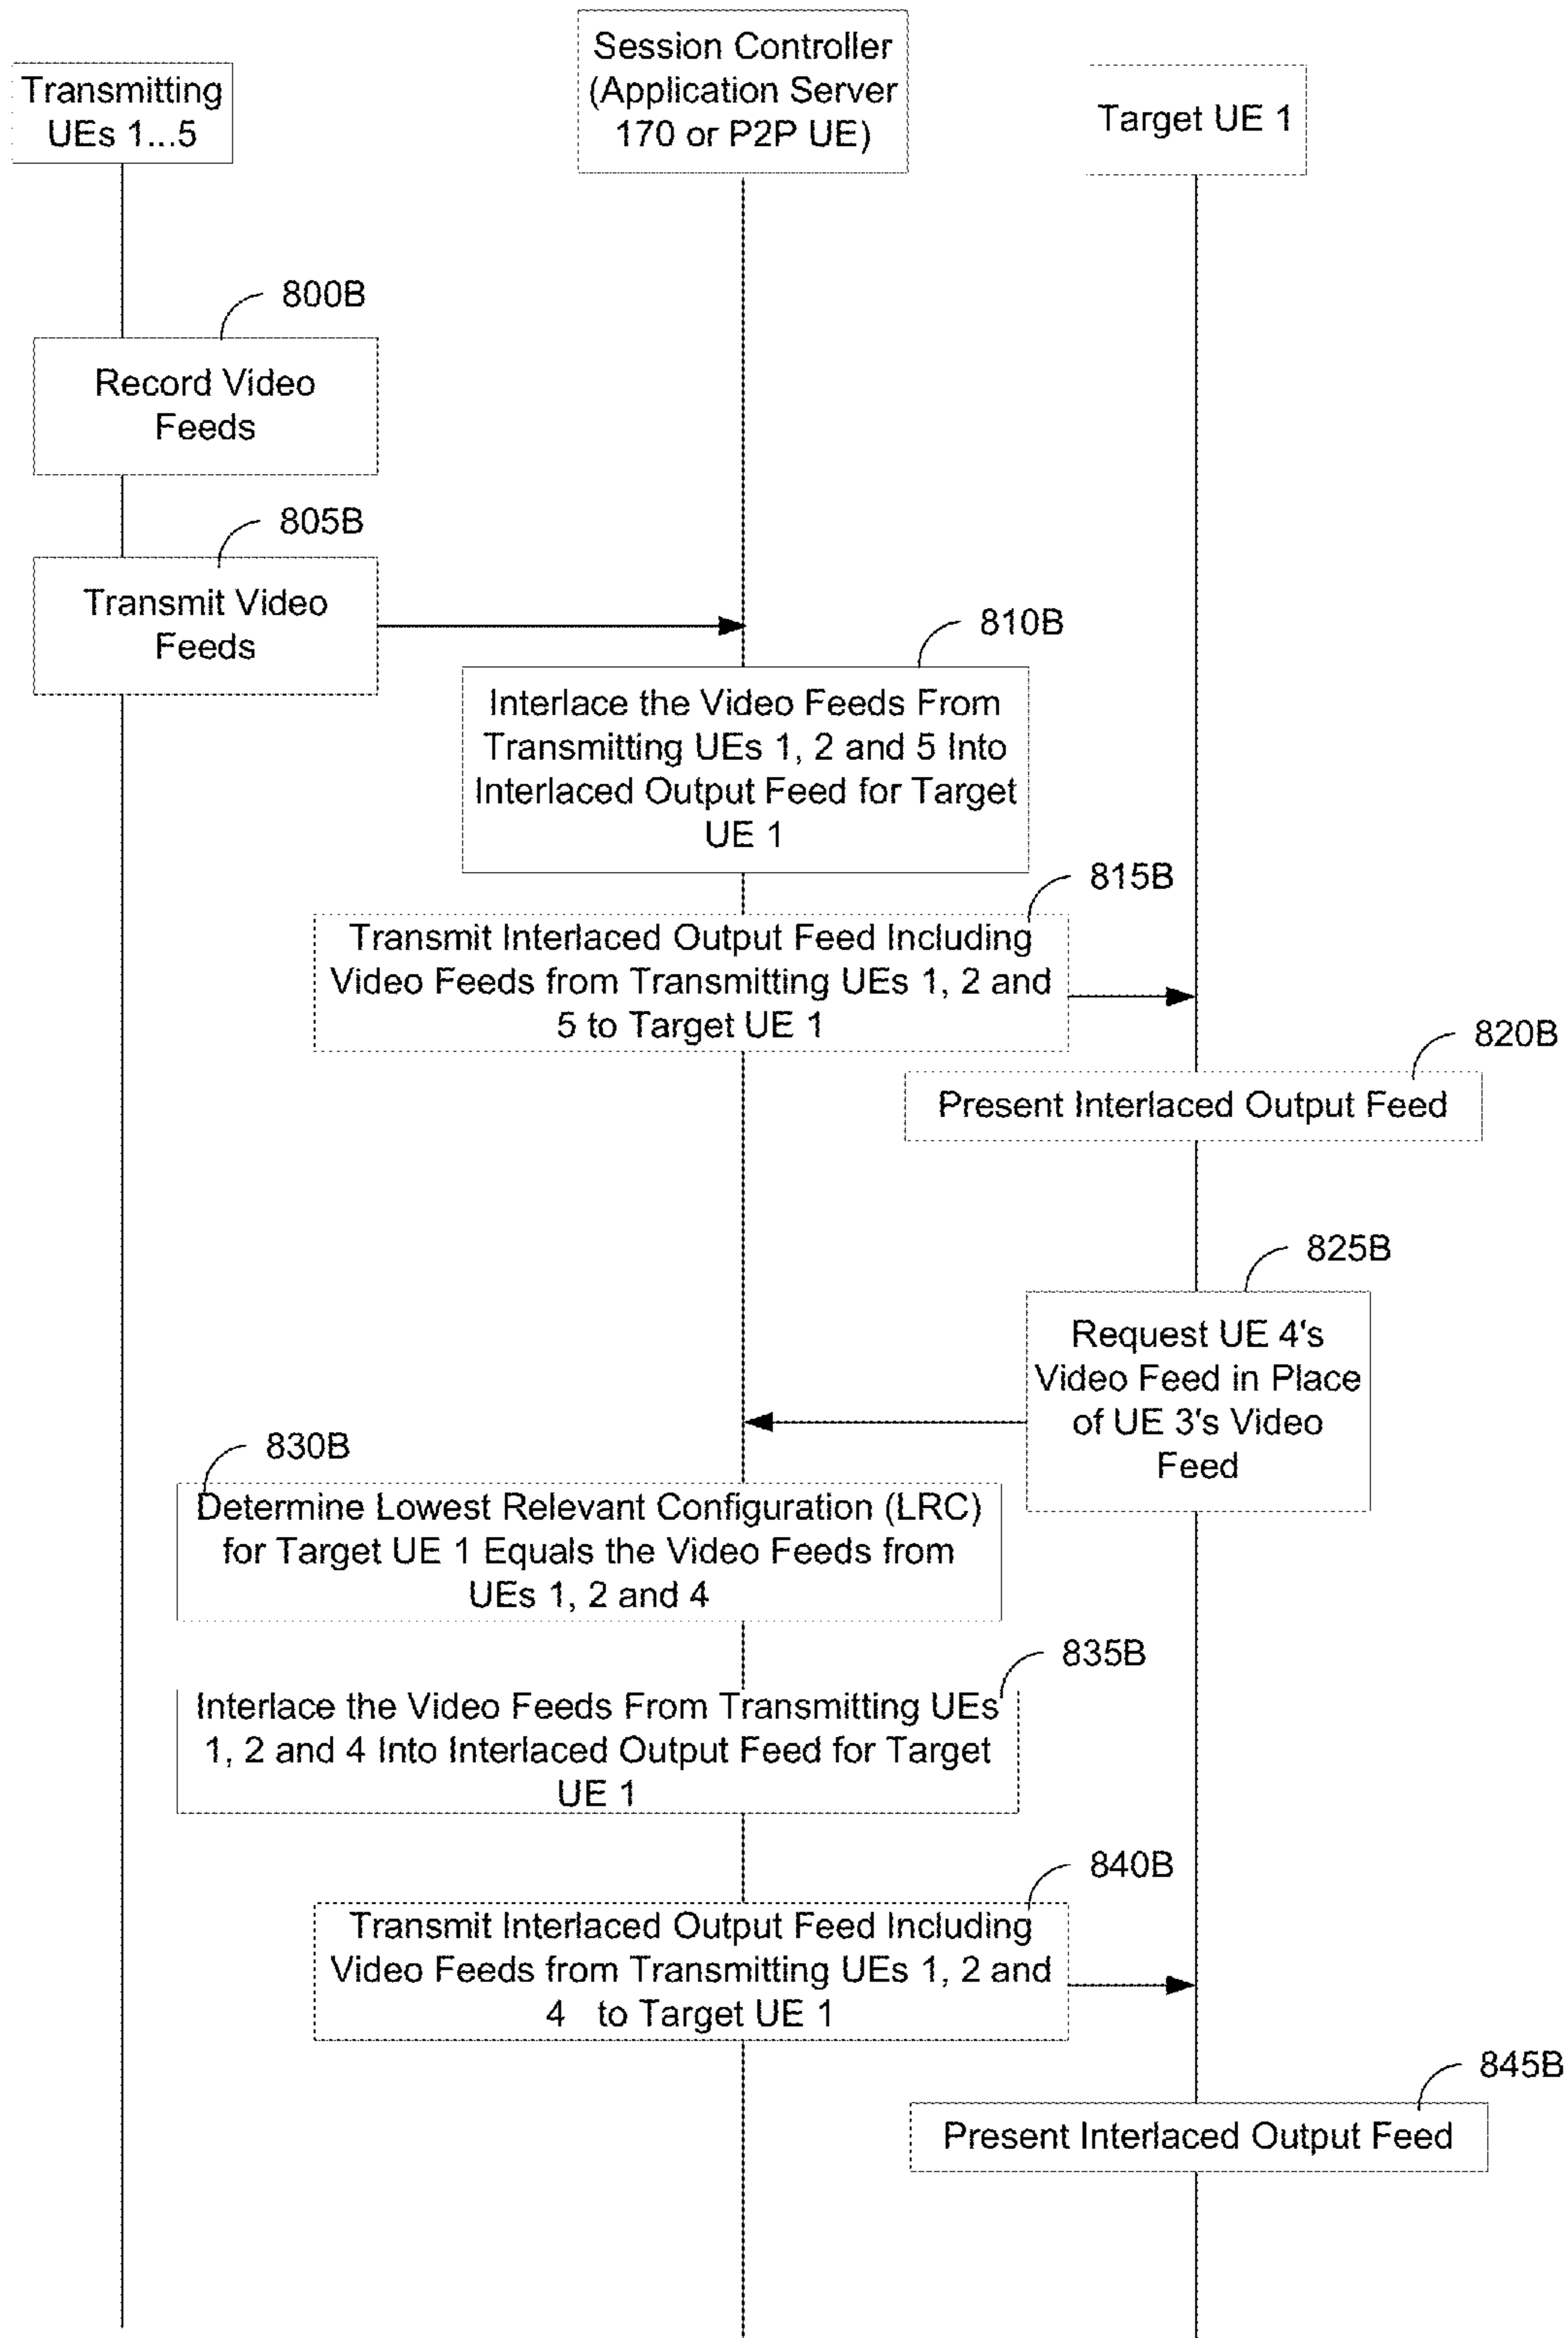 Transmitting
UEs 1...5
Session Controller
(Application Server
170 or P2P UE)
Target UE 1
800B
Record Video
Feeds
805B
Transmit Video
Feeds
810B
Interlace the Video Feeds From
Transmitting UEs 1, 2 and 5 Into
Interlaced Output Feed for Target
UE 1
815B
Transmit Interlaced Output Feed Including
Video Feeds from Transmitting UEs 1, 2 and
5 to Target UE 1
820B
Present Interlaced Output Feed
825B
Request UE 4's
Video Feed in Place
of UE 3's Video
Feed
830B
Determine Lowest Relevant Configuration (LRC)
for Target UE 1 Equals the Video Feeds from
UEs 1, 2 and 4
835B
Interlace the Video Feeds From Transmitting UEs
1, 2 and 4 Into Interlaced Output Feed for Target
UE 1
840B
Transmit Interlaced Output Feed Including
Video Feeds from Transmitting UEs 1, 2 and
4 to Target UE 1
845B
Present Interlaced Output Feed